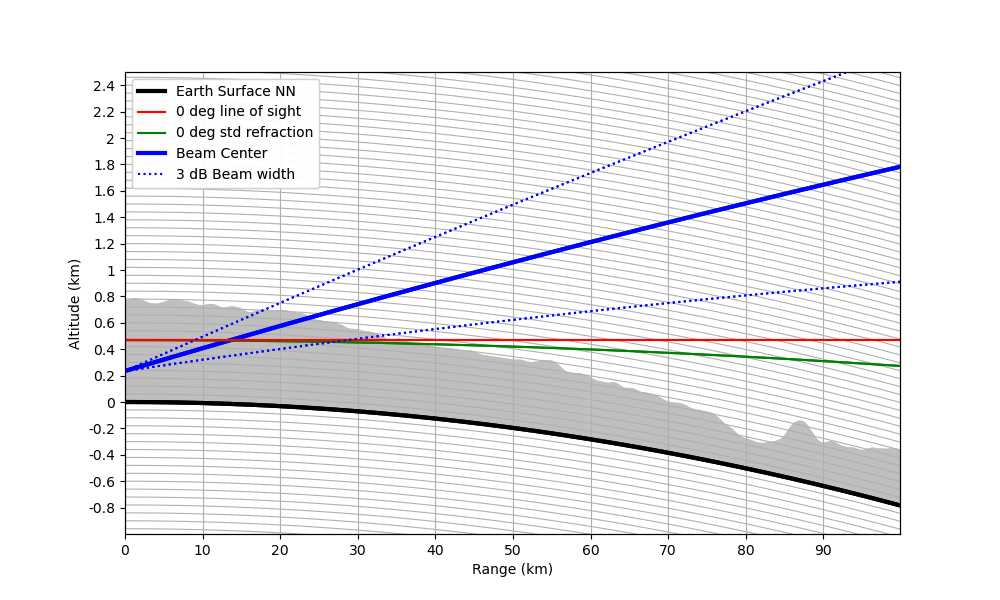 Earth Surface NN
0 deg line of sight
0 deg std refraction
Beam Center
3 dB Beam width
Altitude (km)
2.4
2.2
2
1.8
1.6
1.4
1.2
1
0.8
0.6
0.4
0.2
0
-0.2
-0.4
-0.6
-0.8
0 10 20 30 40 50 60 70 80 90
Range (km)